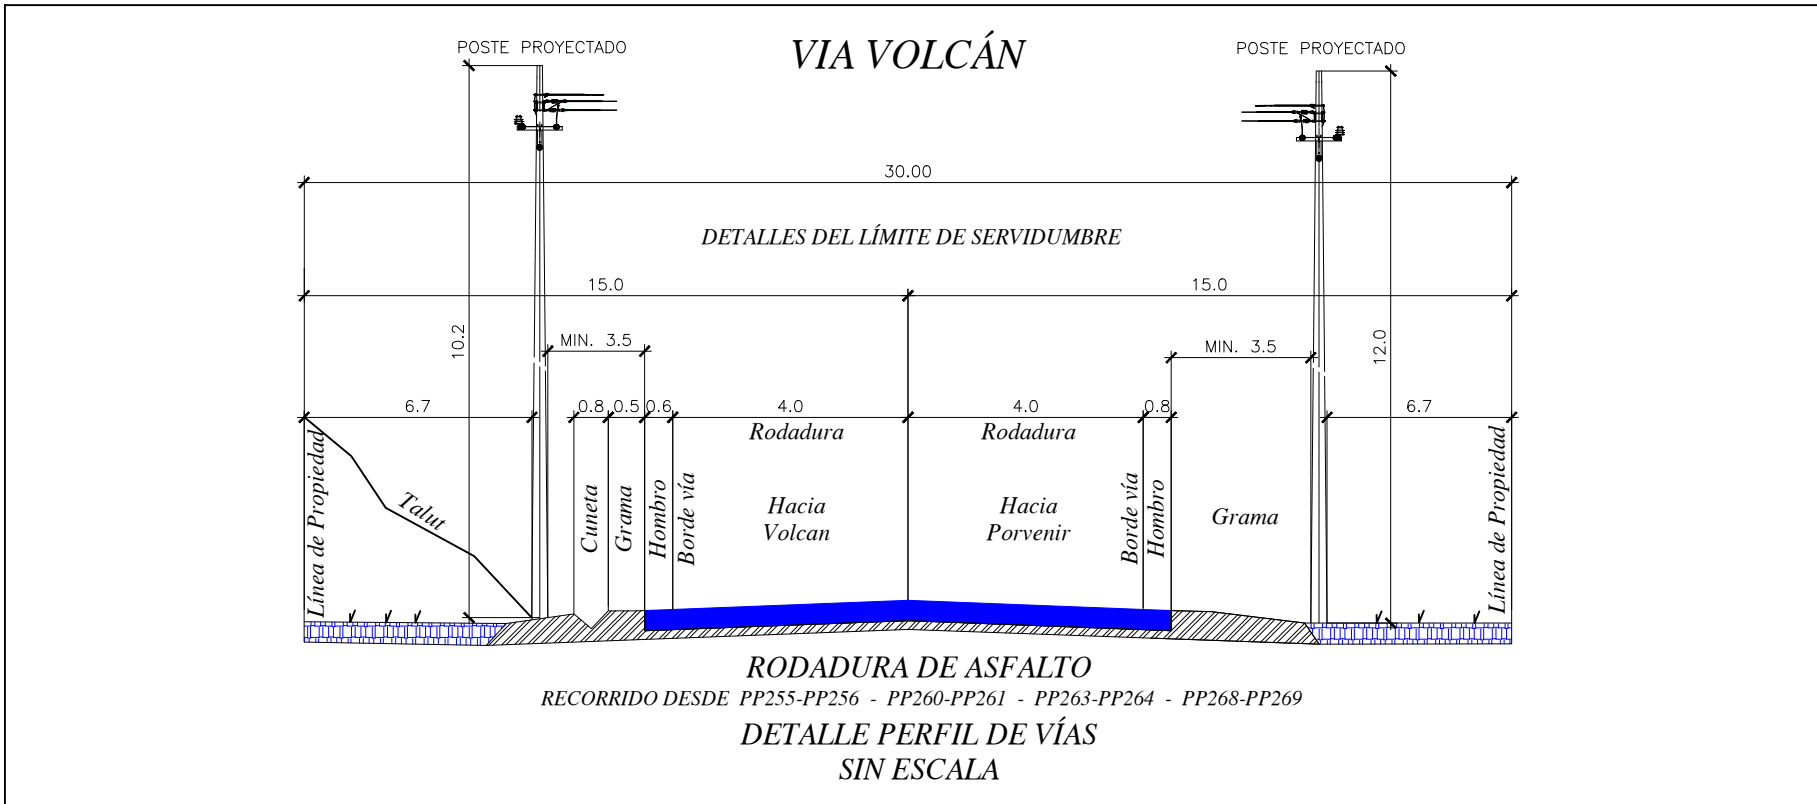 VIA VOLCÁN
POSTE PROYECTADO
POSTE PROYECTADO
30.00
DETALLES DEL LÍMITE DE SERVIDUMBRE
15.0
15.0
10.2
MIN. 3.5
MIN. 3.5
12.0
6.7
0.8
0.5
0.6
4.0
4.0
0.8
6.7
Rodadura
Rodadura
Línea de Propiedad
Talut
Cuneta
Grama
Hombro
Borde vía
Hacia
Volcan
Hacia
Porvenir
Borde vía
Hombro
Grama
Línea de Propiedad
RODADURA DE ASFALTO
RECORRIDO DESDE PP255-PP256 - PP260-PP261 - PP263-PP264 - PP268-PP269
DETALLE PERFIL DE VÍAS
SIN ESCALA